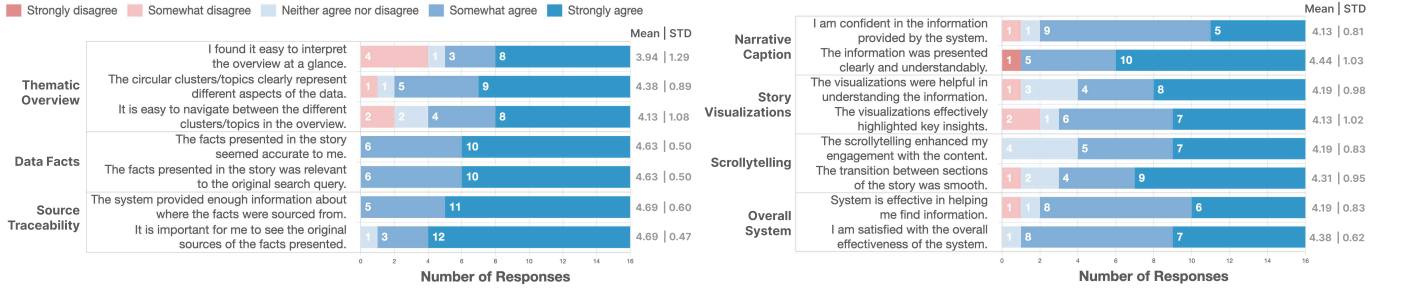 Strongly disagree Somewhat disagree Neither agree nor disagree Somewhat agree Strongly agree
Mean | STD
Thematic
Overview
I found it easy to interpret
the overview at a glance.
4 1 3 8
3.94 | 1.29
The circular clusters/topics clearly represent
different aspects of the data.
1 1 5 9
4.38 | 0.89
It is easy to navigate between the different
clusters/topics in the overview.
2 2 4 8
4.13 | 1.08
Data Facts
The facts presented in the story
seemed accurate to me.
6 10
4.63 | 0.50
The facts presented in the story was relevant
to the original search query.
6 10
4.63 | 0.50
Source
Traceability
The system provided enough information about
where the facts were sourced from.
5 11
4.69 | 0.60
It is important for me to see the original
sources of the facts presented.
1 3 12
4.69 | 0.47
0 2 4 6 8 10 12 14 16
Number of Responses
Mean | STD
Narrative
Caption
I am confident in the information
provided by the system.
1 1 9 5
4.13 | 0.81
The information was presented
clearly and understandably.
1 5 10
4.44 | 1.03
Story
Visualizations
The visualizations were helpful in
understanding the information.
1 3 4 8
4.19 | 0.98
The visualizations effectively
highlighted key insights.
2 1 6 7
4.13 | 1.02
Scrollytelling
The scrollytelling enhanced my
engagement with the content.
4 5 7
4.19 | 0.83
The transition between sections
of the story was smooth.
1 2 4 9
4.31 | 0.95
Overall
System
System is effective in helping
me find information.
1 1 8 6
4.19 | 0.83
I am satisfied with the overall
effectiveness of the system.
1 8 7
4.38 | 0.62
0 2 4 6 8 10 12 14 16
Number of Responses